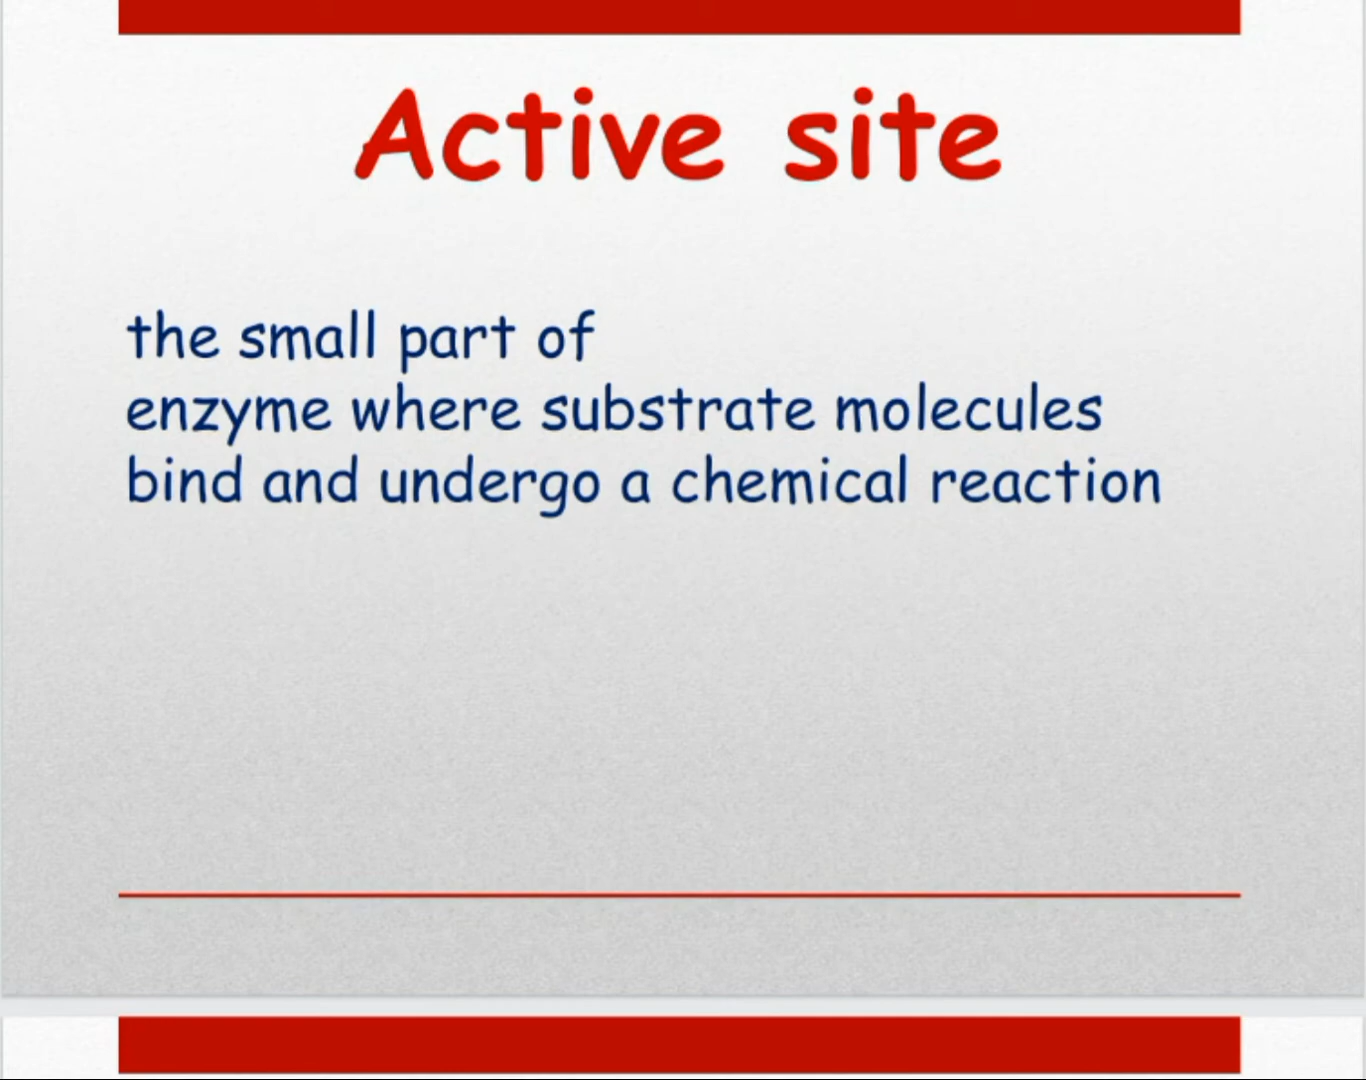 Active site
the small part of
enzyme where substrate molecules
bind and undergo a chemical reaction